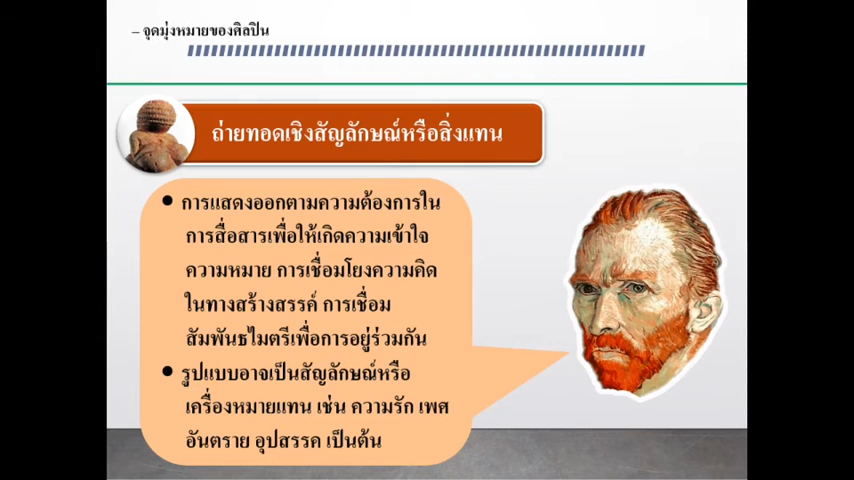 – จุดมุ่งหมายของศิลปิน
ถ่ายทอดเชิงสัญลักษณ์หรือสิ่งแทน
• การแสดงออกตามความต้องการใน
การสื่อสารเพื่อให้เกิดความเข้าใจ
ความหมาย การเชื่อมโยงความคิด
ในทางสร้างสรรค์ การเชื่อม
สัมพันธไมตรีเพื่อการอยู่ร่วมกัน
• รูปแบบอาจเป็นสัญลักษณ์หรือ
เครื่องหมายแทน เช่น ความรัก เพศ
อันตราย อุปสรรค เป็นต้น